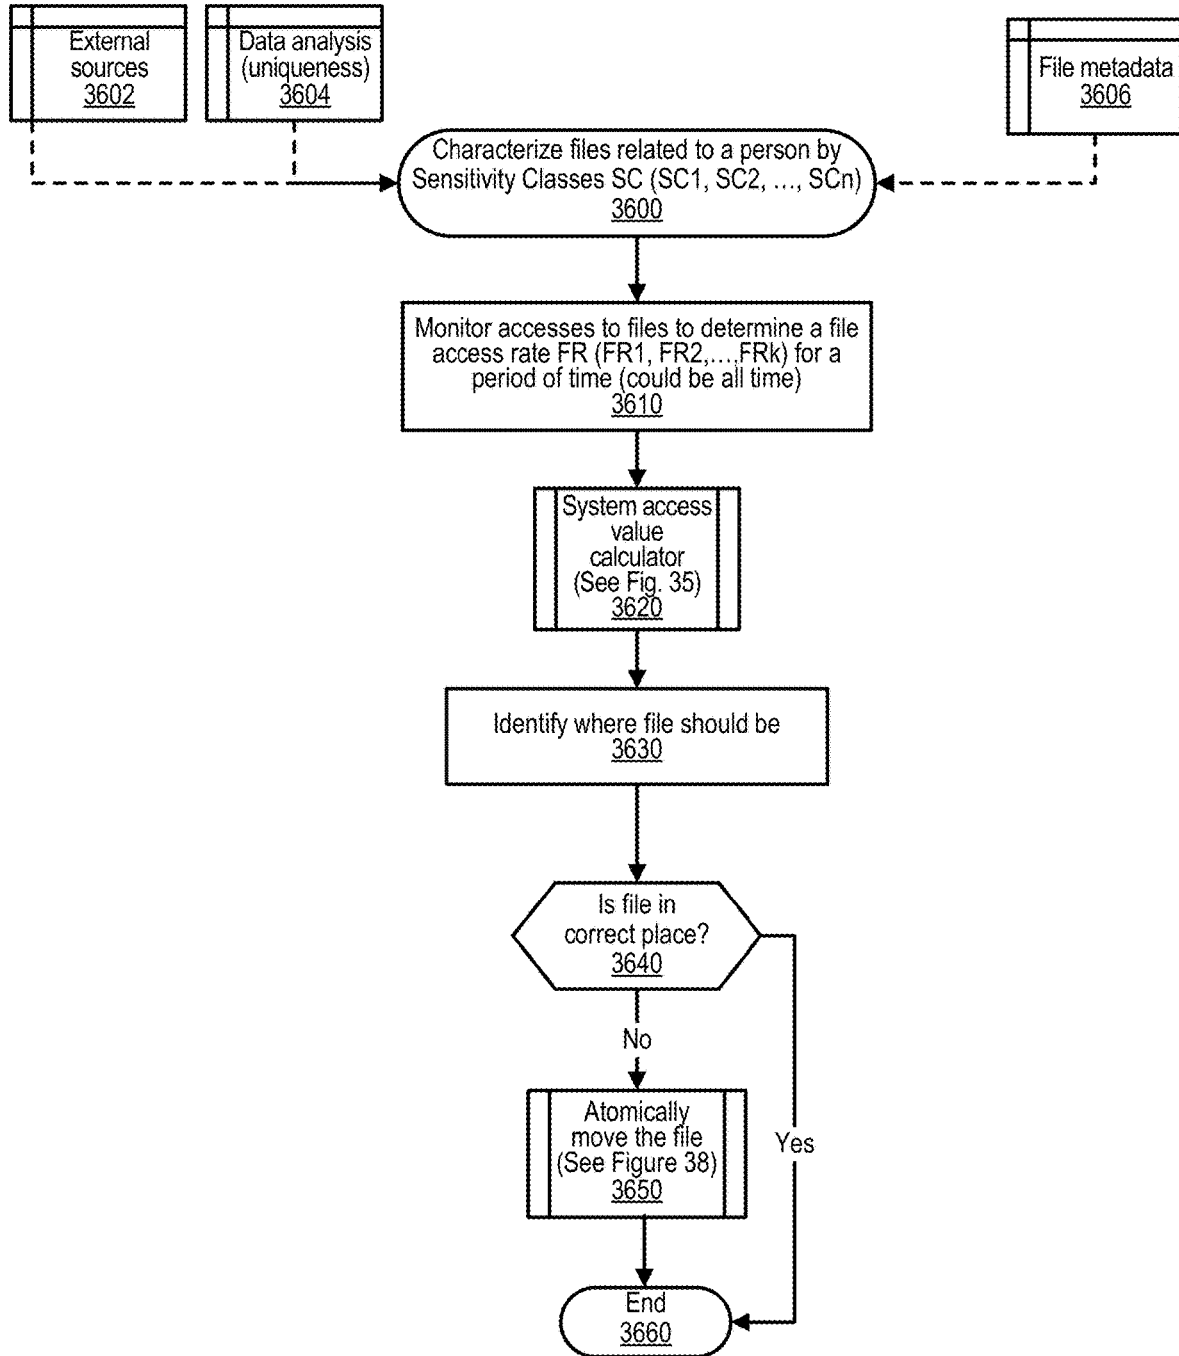 External
sources
3602
Data analysis
(uniqueness)
3604
File metadata
3606
Characterize files related to a person by
Sensitivity Classes SC (SC1, SC2, ..., SCn)
3600
Monitor accesses to files to determine a file
access rate FR (FR1, FR2,...,FRk) for a
period of time (could be all time)
3610
System access
value
calculator
(See Fig. 35)
3620
Identify where file should be
3630
Is file in
correct place?
3640
No
Yes
Atomically
move the file
(See Figure 38)
3650
End
3660